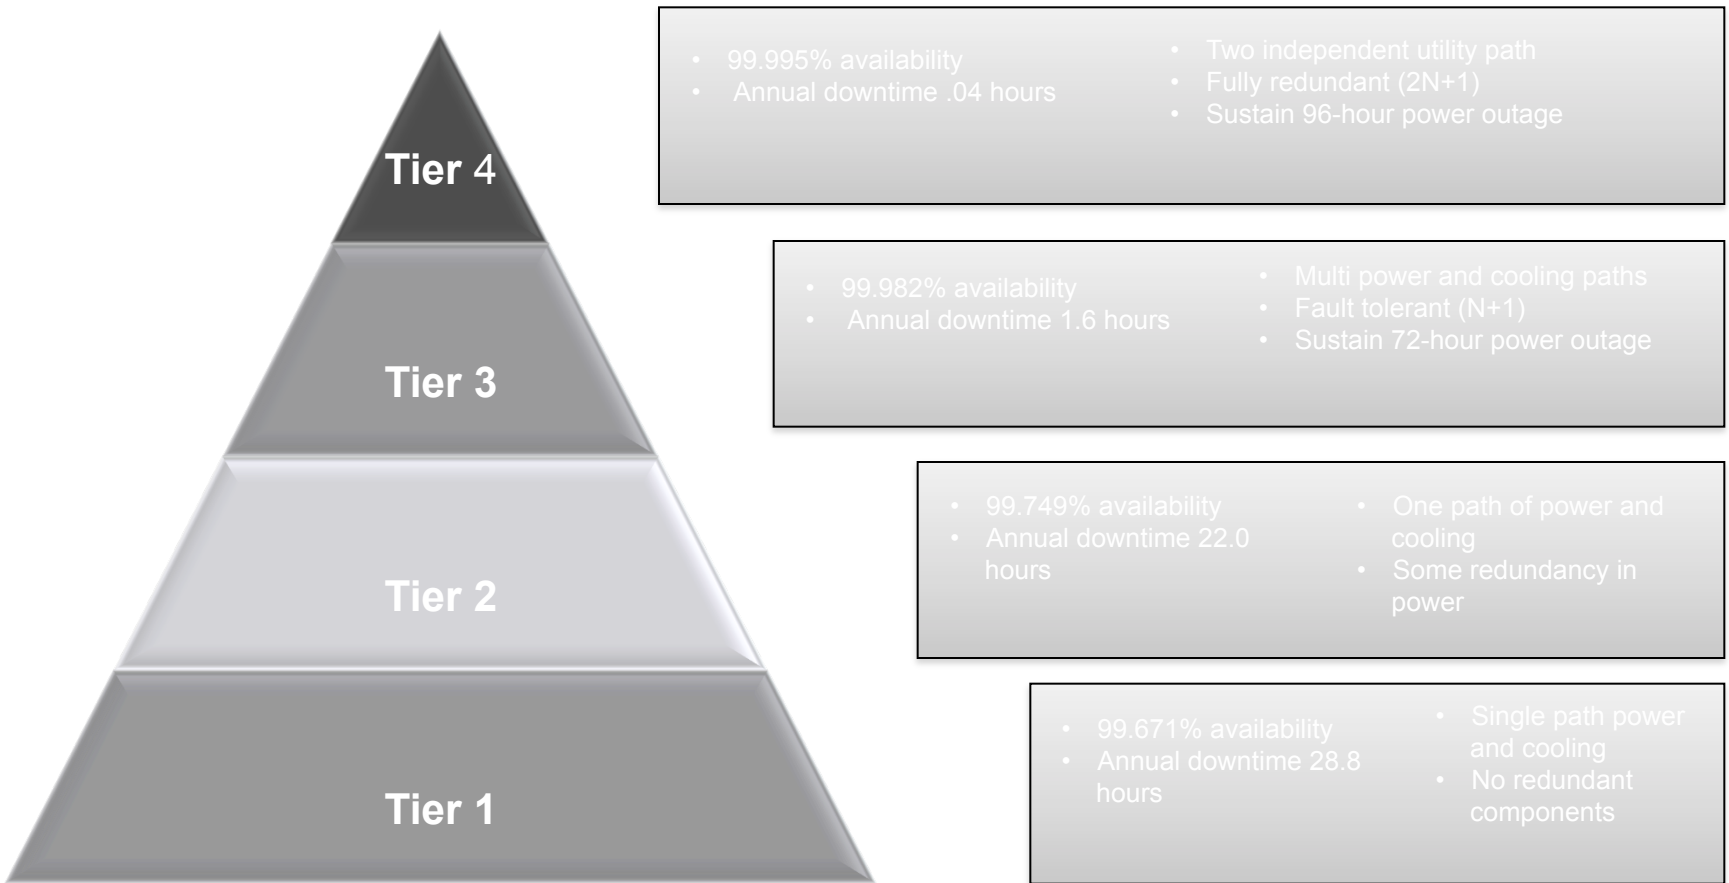 Tier 4
• 99.995% availability
• Annual downtime .04 hours
• Two independent utility path
• Fully redundant (2N+1)
• Sustain 96-hour power outage
Tier 3
• 99.982% availability
• Annual downtime 1.6 hours
• Multi power and cooling paths
• Fault tolerant (N+1)
• Sustain 72-hour power outage
Tier 2
• 99.749% availability
• Annual downtime 22.0
hours
• One path of power and
cooling
• Some redundancy in
power
Tier 1
• 99.671% availability
• Annual downtime 28.8
hours
• Single path power
and cooling
• No redundant
components